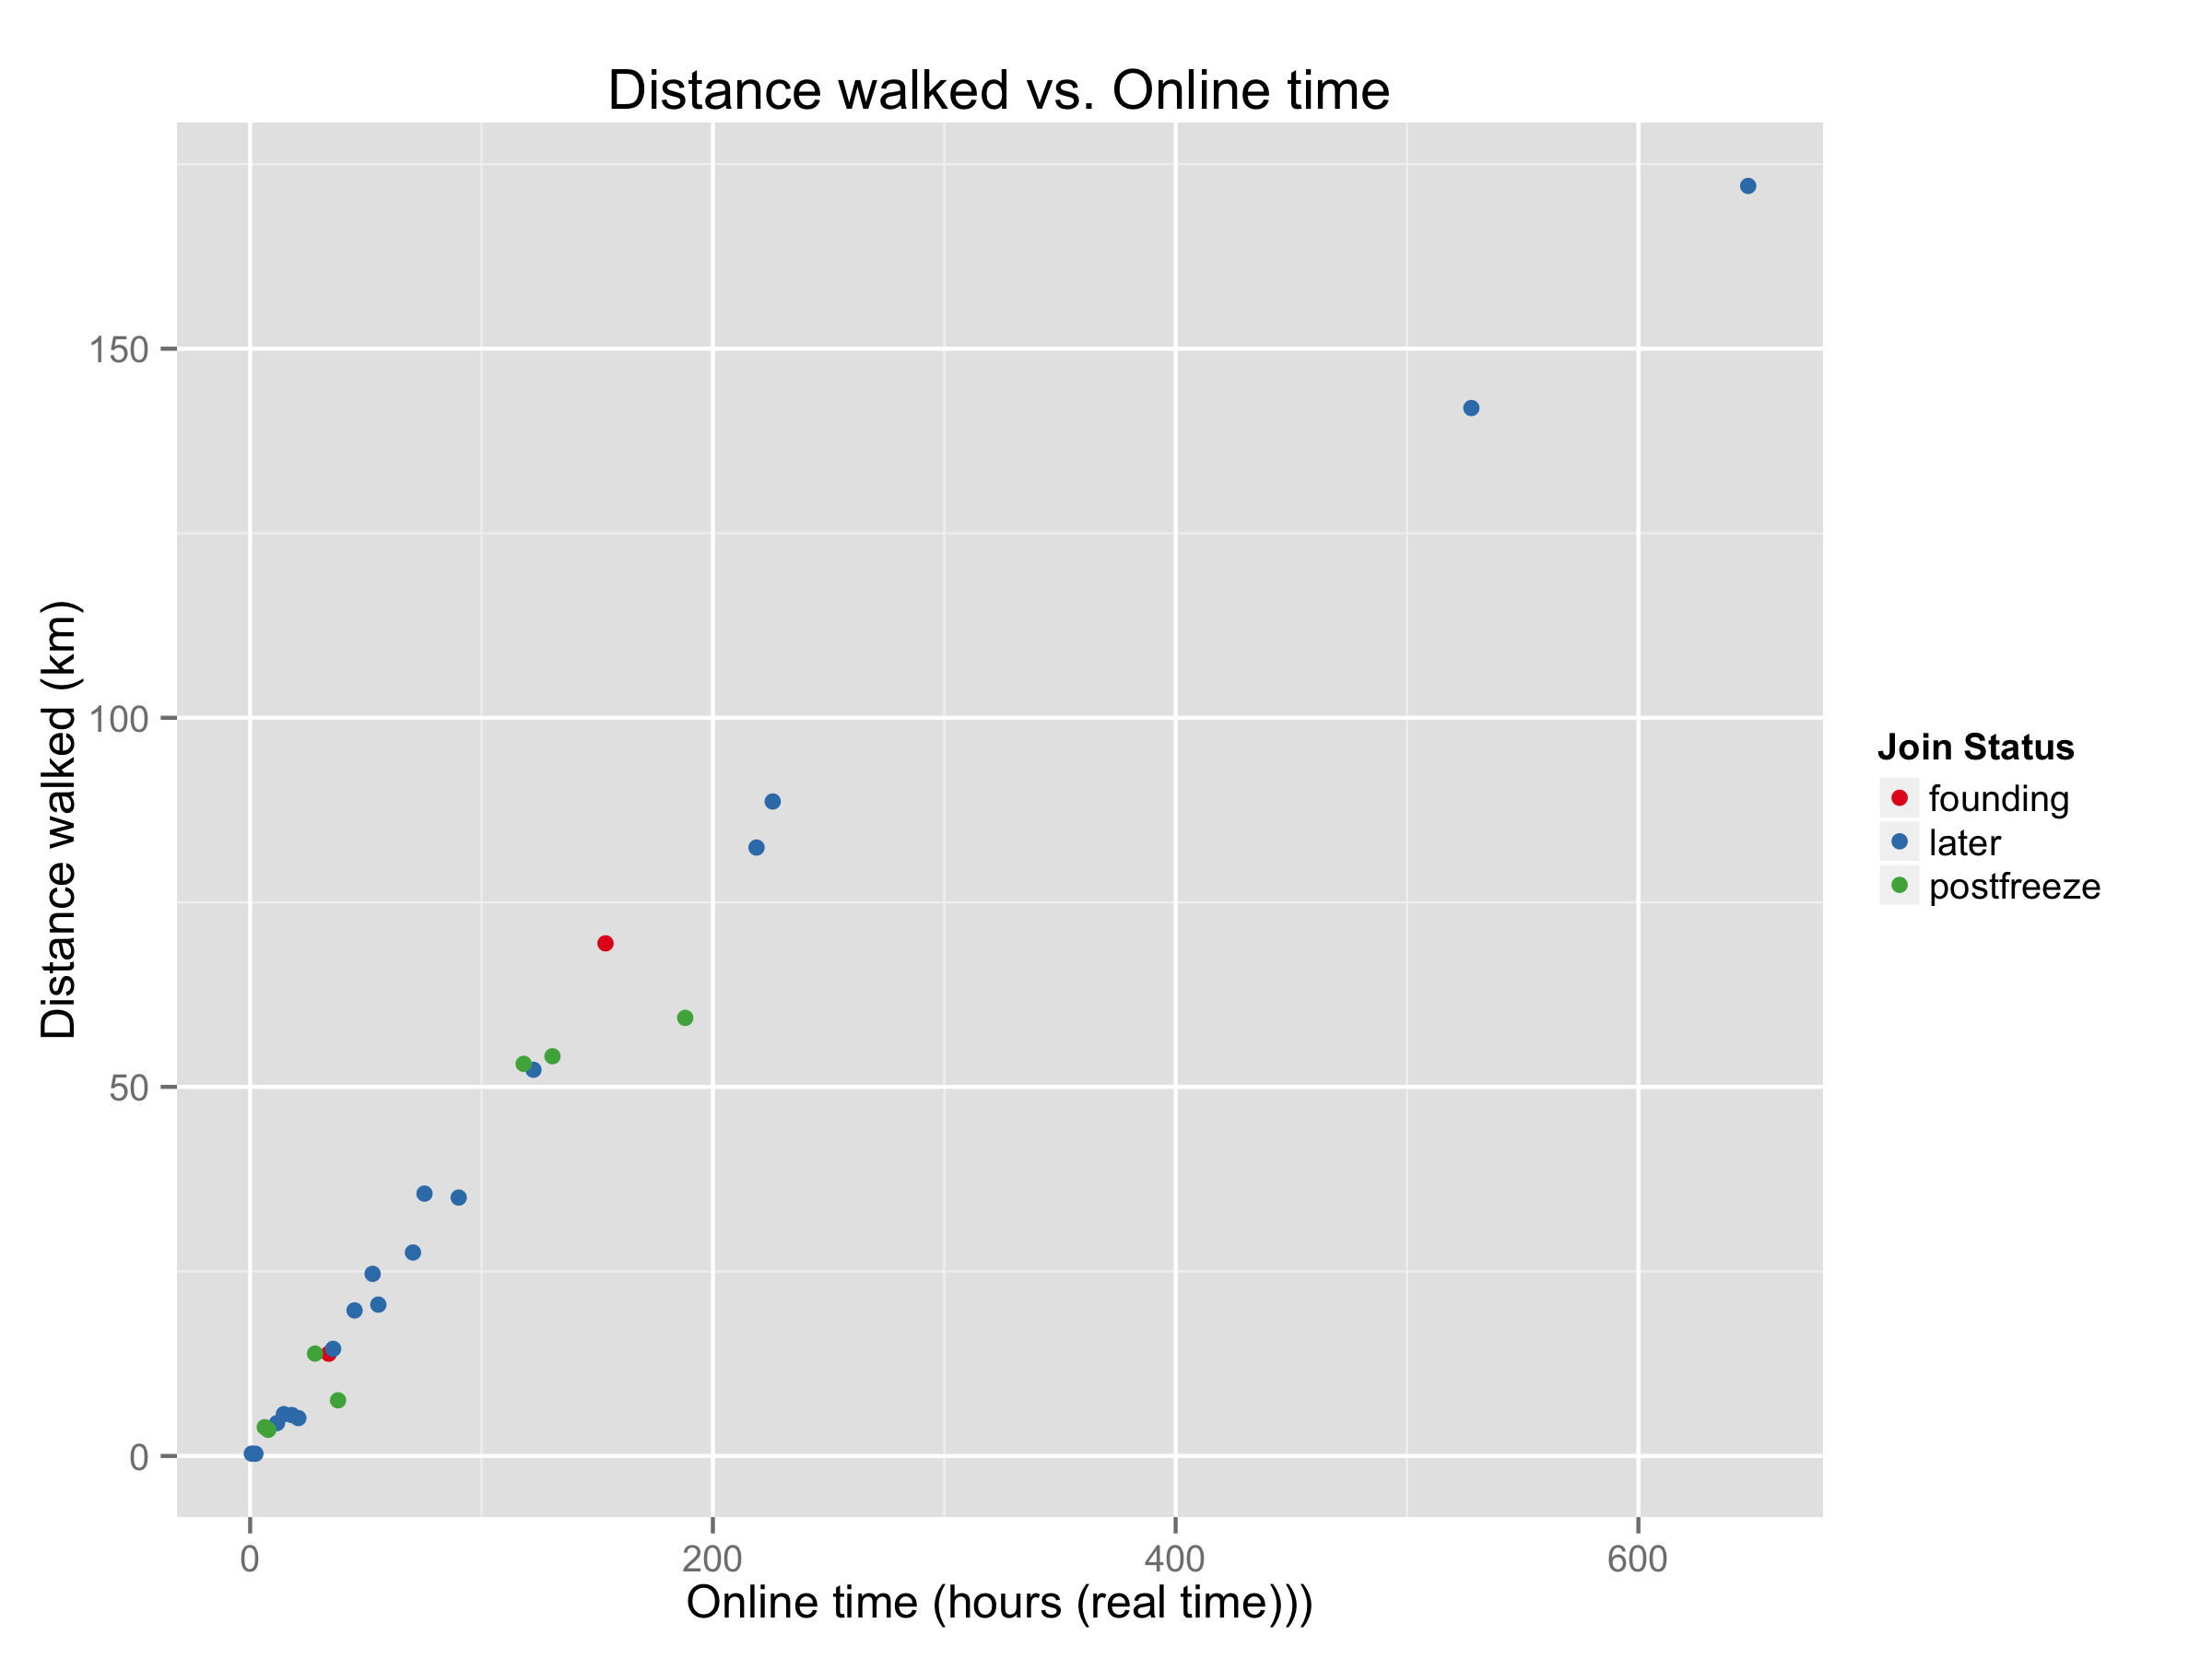 Distance walked vs. Online time
Distance walked (km)
150
100
50
0
0 200 400 600
Online time (hours (real time)))
Join Status
founding
later
postfreeze